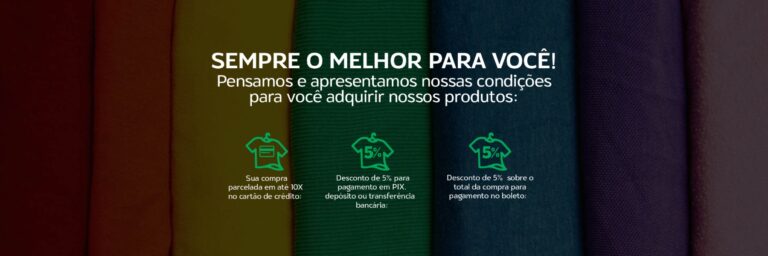 SEMPRE O MELHOR PARA VOCÊ!
Pensamos e apresentamos nossas condições
para você adquirir nossos produtos:
Sua compra
parcelada em até 10X
no cartão de crédito:
5%
Desconto de 5% para
pagamento em PIX,
depósito ou transferência
bancária:
5%
Desconto de 5% sobre o
total da compra para
pagamento no boleto: